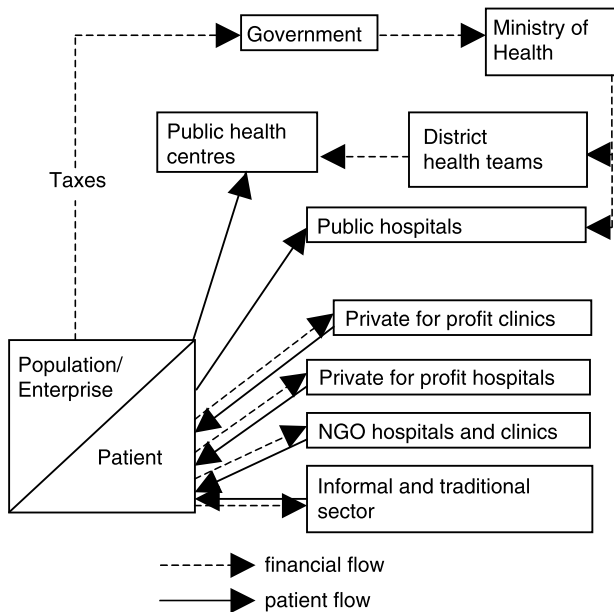 Government
Ministry of
Health
Public health
centres
District
health teams
Taxes
Public hospitals
Private for profit clinics
Population/
Enterprise
Private for profit hospitals
NGO hospitals and clinics
Patient
Informal and traditional
sector
financial flow
patient flow